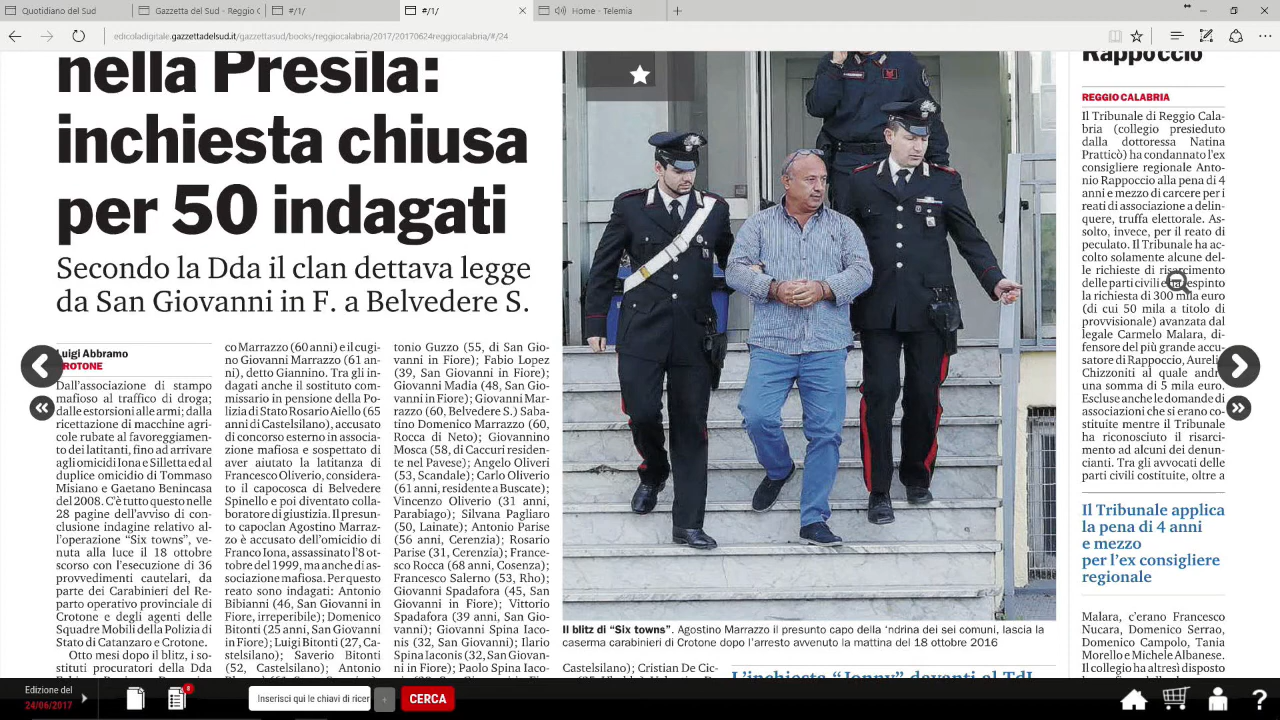 Quotidiano del Sud
Gazzetta del Sud - Reggio C
#1/
#1/
Home - Telemia
edicoladigitale.gazzettadelsud.it/gazzettasud/books/reggiocalabria/2017/20170624reggiocalabria/#/24
nella Presila:
inchiesta chiusa
per 50 indagati
Secondo la Dda il clan dettava legge
da San Giovanni in F. a Belvedere S.
Luigi Abbramo
CROTONE
Dall'associazione di stampo
mafioso al traffico di droga;
dalle estorsioni alle armi; dalla
ricettazione di macchine agri-
cole rubate al favoreggiamen-
to dei latitanti, fino ad arrivare
agli omicidi Iona e Silletta ed al
duplice omicidio di Tommaso
Misiano e Gaetano Benincasa
del 2008. C'è tutto questo nelle
28 pagine dell'avviso di con-
clusione indagine relativo al-
l'operazione "Six towns", ve-
nuta alla luce il 18 ottobre
scorso con l'esecuzione di 36
provvedimenti cautelari, da
parte dei Carabinieri del Re-
parto operativo provinciale di
Crotone e degli agenti delle
Squadre Mobili della Polizia di
Stato di Catanzaro e Crotone.
Otto mesi dopo il blitz, i so-
stituti procuratori della Dda
co Marrazzo (60 anni) e il cugi-
no Giovanni Marrazzo (61 an-
ni), detto Giannino. Tra gli in-
dagati anche il sostituto com-
missario in pensione della Po-
lizia di Stato Rosario Aiello (65
anni di Castelsilano), accusato
di concorso esterno in associa-
zione mafiosa e sospettato di
aver aiutato la latitanza di
Francesco Oliverio, considera-
to il capocosca di Belvedere
Spinello e poi diventato colla-
boratore di giustizia. Il presun-
to capoclan Agostino Marraz-
zo è accusato dell'omicidio di
Franco Iona, assassinato l'8 ot-
tobre del 1999, ma anche di as-
sociazione mafiosa. Per questo
reato sono indagati: Antonio
Bibianni (46, San Giovanni in
Fiore, irreperibile); Domenico
Bitonti (25 anni, San Giovanni
in Fiore); Luigi Bitonti (27, Ca-
stelsilano); Saverio Bitonti
(52, Castelsilano); Antonio
tonio Guzzo (55, di San Gio-
vanni in Fiore); Fabio Lopez
(39, San Giovanni in Fiore);
Giovanni Madia (48, San Gio-
vanni in Fiore); Giovanni Mar-
razzo (60, Belvedere S.) Saba-
tino Domenico Marrazzo (60,
Rocca di Neto); Giovannino
Mosca (58, di Caccuri residen-
te nel Pavese); Angelo Oliveri
(53, Scandale); Carlo Oliverio
(61 anni, residente a Buscate);
Vincenzo Oliverio (31 anni,
Parabiago); Silvana Pagliaro
(50, Lainate); Antonio Parise
(56 anni, Cerenzia); Rosario
Parise (31, Cerenzia); France-
sco Rocca (68 anni, Cosenza);
Francesco Salerno (53, Rho);
Giovanni Spadafora (45, San
Giovanni in Fiore); Vittorio
Spadafora (39 anni, San Gio-
vanni); Giovanni Spina Iaco-
nis (32, San Giovanni); Ilario
Spina Iaconis (32, San Giovan-
ni in Fiore); Paolo Spina Iaco-
Il blitz di "Six towns". Agostino Marrazzo il presunto capo della 'ndrina dei sei comuni, lascia la
caserma carabinieri di Crotone dopo l'arresto avvenuto la mattina del 18 ottobre 2016
Castelsilano); Cristian De Cic-
L'inchiesta "Jonny" davanti al TdL
Rappoccio
REGGIO CALABRIA
Il Tribunale di Reggio Cala-
bria (collegio presieduto
dalla dottoressa Natina
Pratticò) ha condannato l'ex
consigliere regionale Anto-
nio Rappoccio alla pena di 4
anni e mezzo di carcere per i
reati di associazione a delin-
quere, truffa elettorale. As-
solto, invece, per il reato di
peculato. Il Tribunale ha ac-
colto solamente alcune del-
le richieste di risarcimento
delle parti civili e ha respinto
la richiesta di 300 mila euro
(di cui 50 mila a titolo di
provvisionale) avanzata dal
legale Carmelo Malara, di-
fensore del più grande accu-
satore di Rappoccio, Aurelio
Chizzoniti al quale andrà
una somma di 5 mila euro.
Escluse anche le domande di
associazioni che si erano co-
stituite mentre il Tribunale
ha riconosciuto il risarci-
mento ad alcuni dei denun-
cianti. Tra gli avvocati delle
parti civili costituite, oltre a
Il Tribunale applica
la pena di 4 anni
e mezzo
per l'ex consigliere
regionale
Malara, c'erano Francesco
Nucara, Domenico Serrao,
Domenico Campolo, Tania
Morello e Michele Albanese.
Il collegio ha altresì disposto
Edizione del
24/06/2017
Inserisci qui le chiavi di ricer
+
CERCA
?